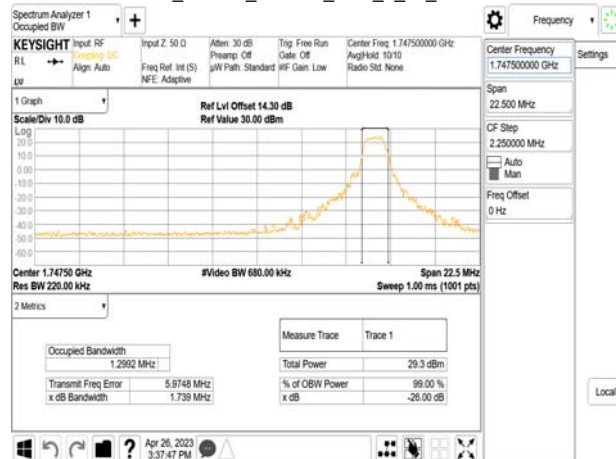 Spectrum Analyzer 1
Occupied BW
Frequency
KEYSIGHT
Input: RF
Coupling: DC
Align: Auto
Input Z: 50 Ω
Freq Ref: Int (S)
NFE: Adaptive
Atten: 30 dB
Preamp: Off
µW Path: Standard
Trig: Free Run
Gate: Off
#IF Gain: Low
Center Freq: 1.747500000 GHz
Avg|Hold: 10/10
Radio Std: None
RL
Center Frequency
1.747500000 GHz
Settings
Span
22.500 MHz
CF Step
2.250000 MHz
Auto
Man
Freq Offset
0 Hz
1 Graph
Scale/Div 10.0 dB
Ref Lvl Offset 14.30 dB
Ref Value 30.00 dBm
Log
20.0
10.0
0.00
-10.0
-20.0
-30.0
-40.0
-50.0
-60.0
Center 1.74750 GHz
#Video BW 680.00 kHz
Span 22.5 MHz
Res BW 220.00 kHz
Sweep 1.00 ms (1001 pts)
2 Metrics
Measure Trace
Trace 1
Occupied Bandwidth
1.2992 MHz
Total Power
29.3 dBm
Transmit Freq Error
5.9748 MHz
% of OBW Power
99.00 %
x dB Bandwidth
1.739 MHz
x dB
-26.00 dB
Local
Apr 26, 2023
3:37:47 PM